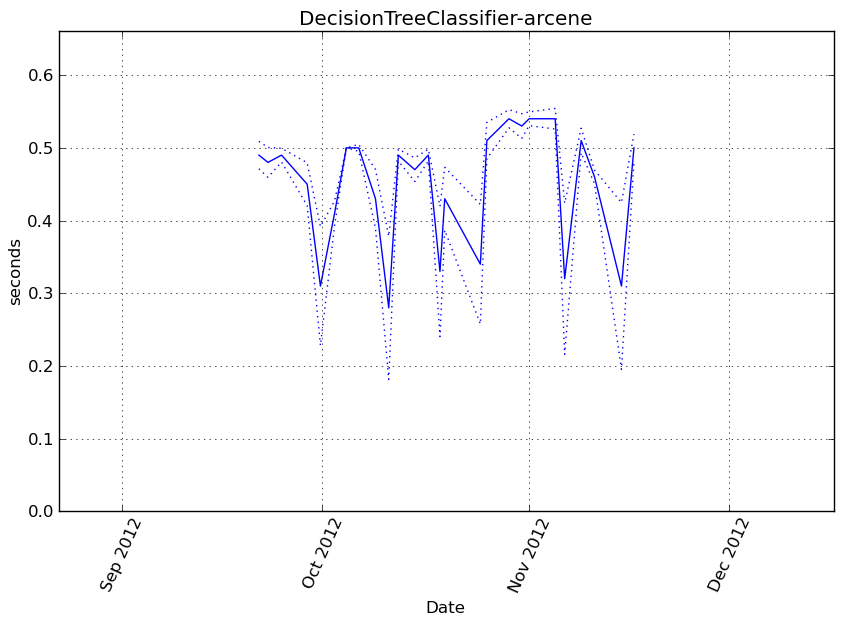 DecisionTreeClassifier-arcene
0.6
0.5
0.4
0.3
0.2
0.1
0.0
seconds
Sep 2012
Oct 2012
Nov 2012
Dec 2012
Date